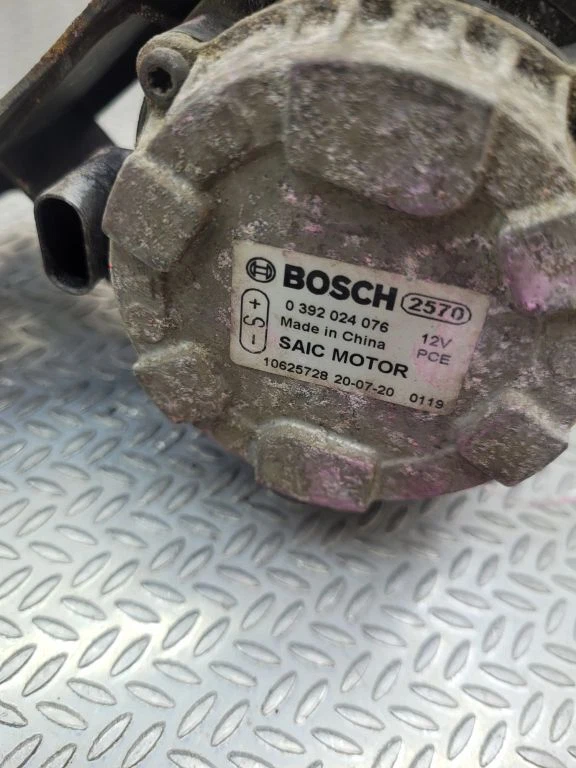 BOSCH 2570
0 392 024 076
Made in China 12V
SAIC MOTOR PCE
10625728 20-07-20 0119
+ S -